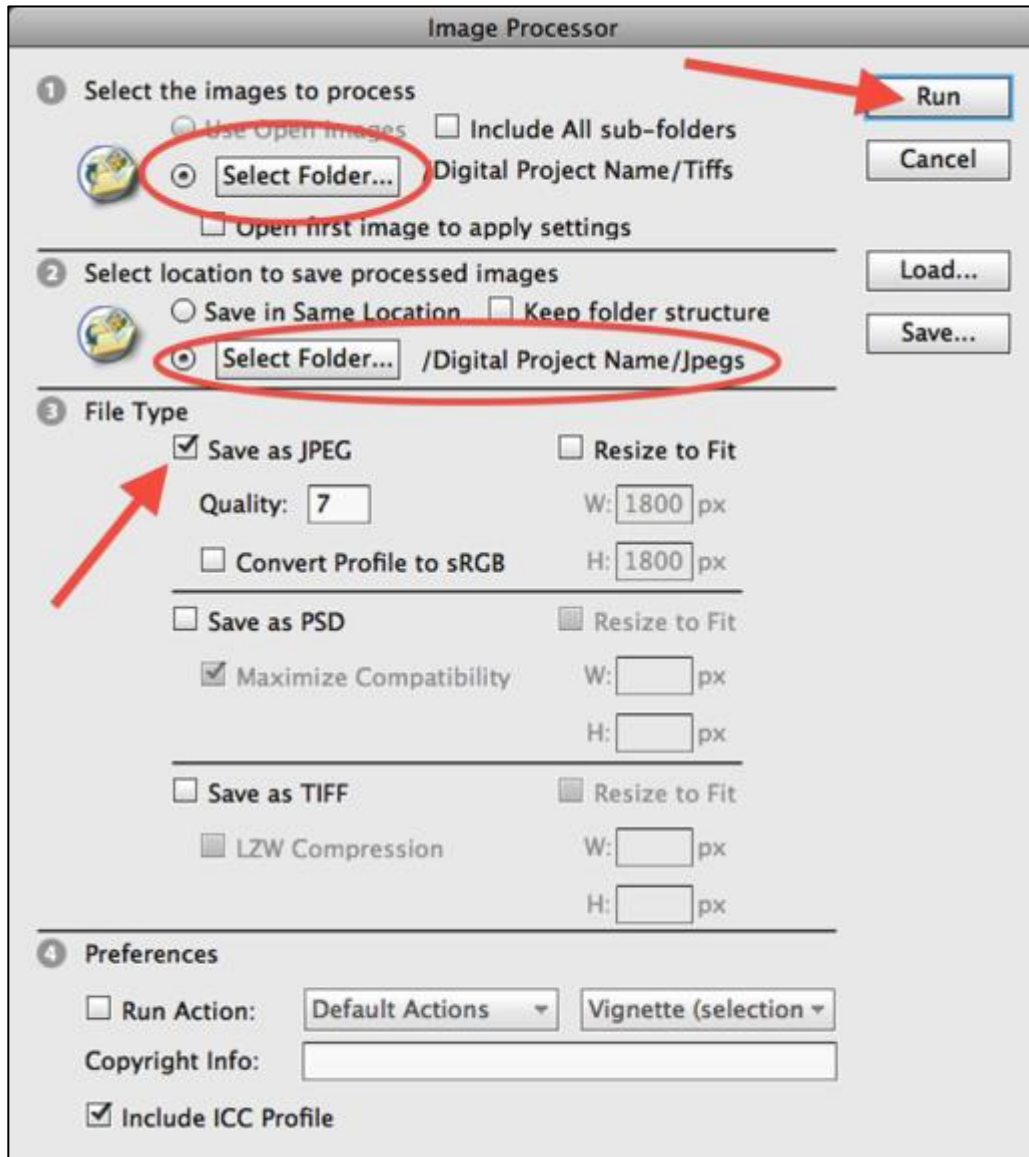 Image Processor
1 Select the images to process
Run
Use Open Images Include All sub-folders
Select Folder... /Digital Project Name/Tiffs
Cancel
Open first image to apply settings
2 Select location to save processed images
Load...
Save in Same Location Keep folder structure
Save...
Select Folder... /Digital Project Name/Jpegs
3 File Type
Save as JPEG Resize to Fit
Quality: 7 W: 1800 px
Convert Profile to sRGB H: 1800 px
Save as PSD Resize to Fit
Maximize Compatibility W: px
H: px
Save as TIFF Resize to Fit
LZW Compression W: px
H: px
4 Preferences
Run Action: Default Actions Vignette (selection
Copyright Info:
Include ICC Profile